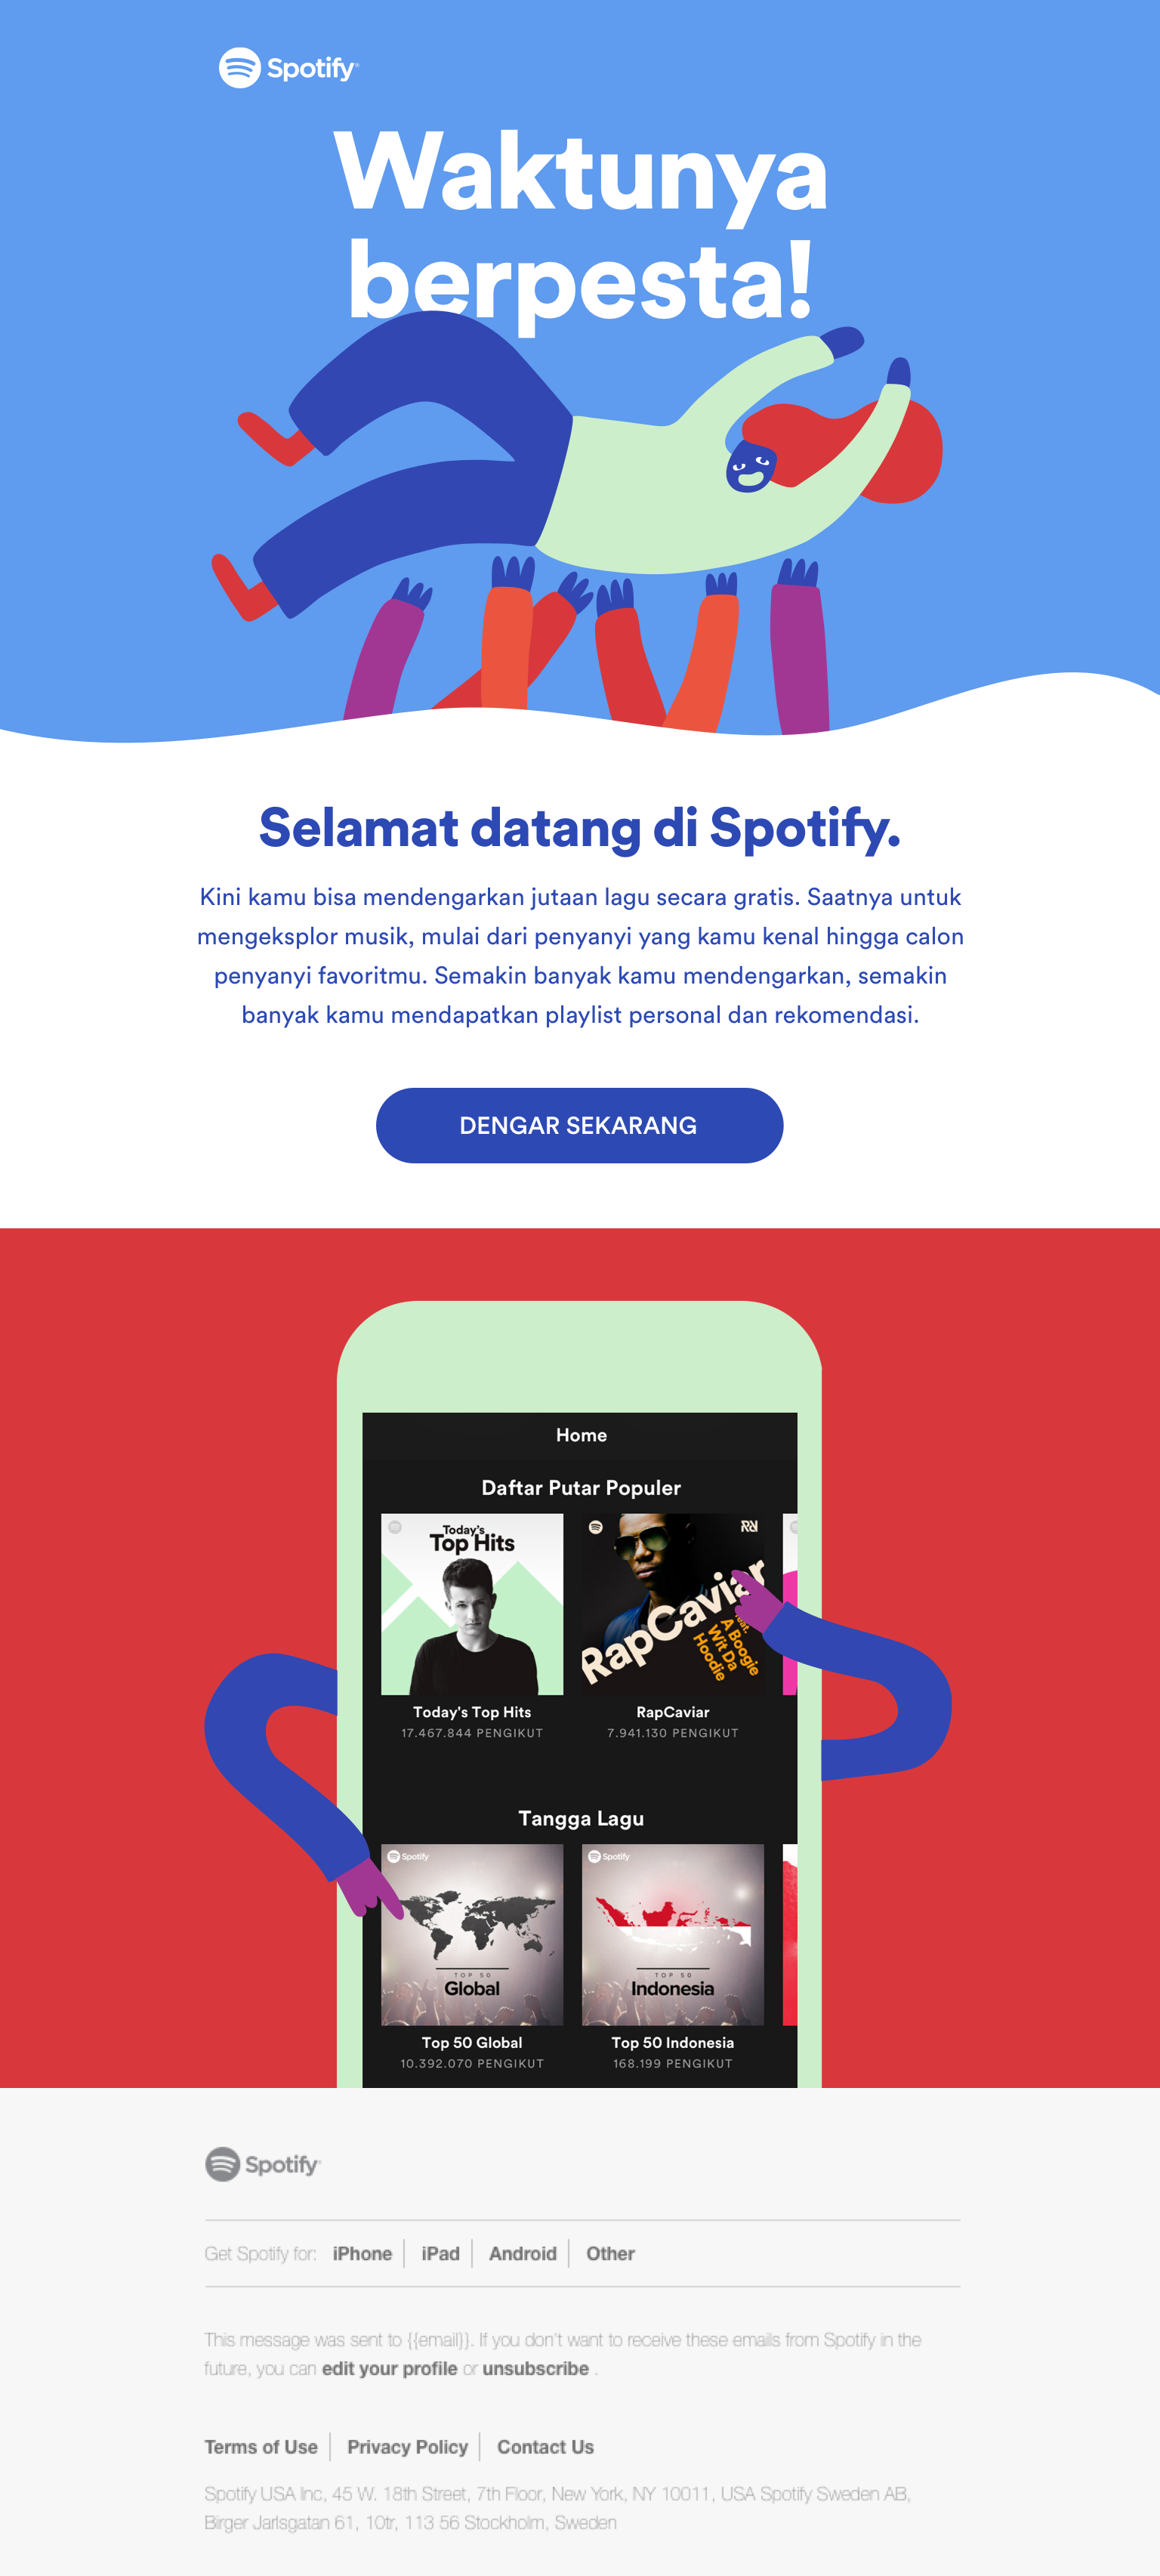 Spotify
Waktunya
berpesta!
Selamat datang di Spotify.
Kini kamu bisa mendengarkan jutaan lagu secara gratis. Saatnya untuk
mengeksplor musik, mulai dari penyanyi yang kamu kenal hingga calon
penyanyi favoritmu. Semakin banyak kamu mendengarkan, semakin
banyak kamu mendapatkan playlist personal dan rekomendasi.
DENGAR SEKARANG
Home
Daftar Putar Populer
Today's
Top Hits
RapCaviar
feat.
A Boogie
Wit Da
Hoodie
Today's Top Hits
RapCaviar
17.467.844 PENGIKUT
7.941.130 PENGIKUT
Tangga Lagu
Spotify
Spotify
TOP 50
Global
TOP 50
Indonesia
Top 50 Global
Top 50 Indonesia
10.392.070 PENGIKUT
168.199 PENGIKUT
Spotify
Get Spotify for: iPhone iPad Android Other
This message was sent to {{email}}. If you don't want to receive these emails from Spotify in the
future, you can edit your profile or unsubscribe .
Terms of Use Privacy Policy Contact Us
Spotify USA Inc, 45 W. 18th Street, 7th Floor, New York, NY 10011, USA Spotify Sweden AB,
Birger Jarlsgatan 61, 10tr, 113 56 Stockholm, Sweden